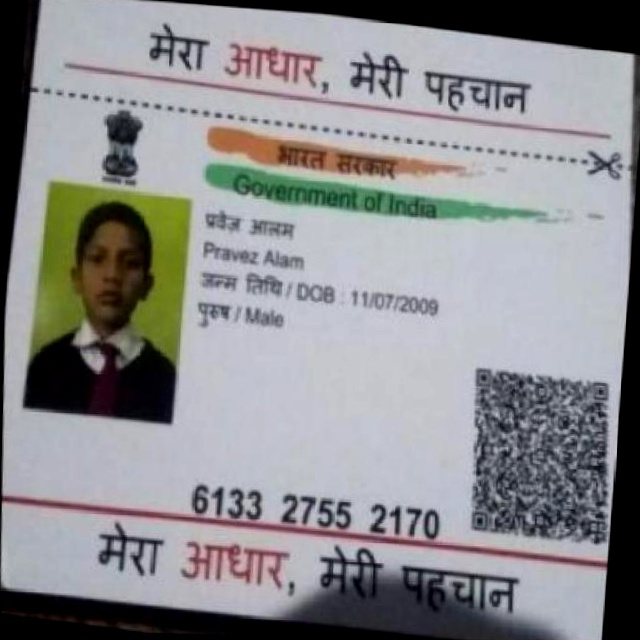 मेरा आधार, मेरी पहचान
भारत सरकार
Government of India
प्रवेज़ आलम
Pravez Alam
जन्म तिथि / DOB : 11/07/2009
पुरुष / Male
6133 2755 2170
मेरा आधार, मेरी पहचान